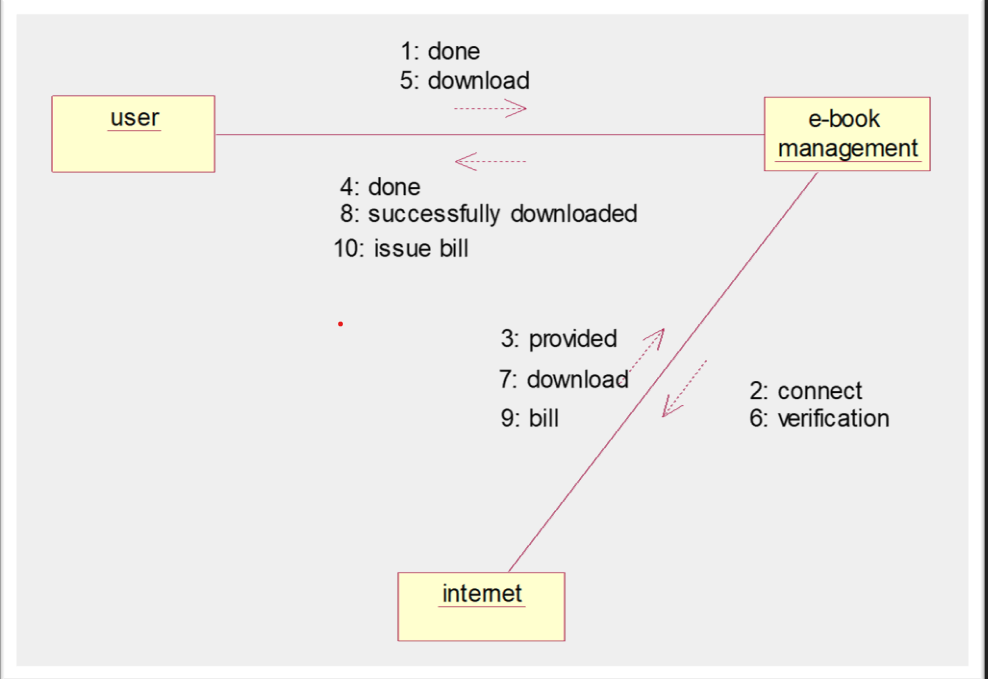 1: done
5: download
user
e-book
management
4: done
8: successfully downloaded
10: issue bill
3: provided
7: download
9: bill
2: connect
6: verification
internet